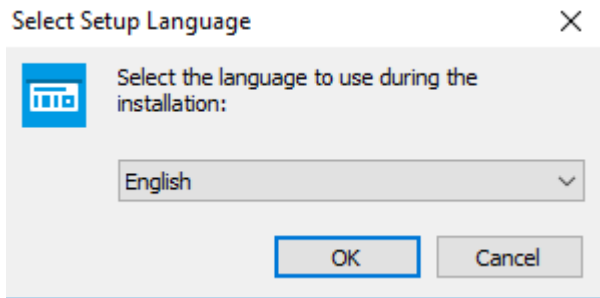 Select Setup Language
Select the language to use during the
installation:
English
OK
Cancel